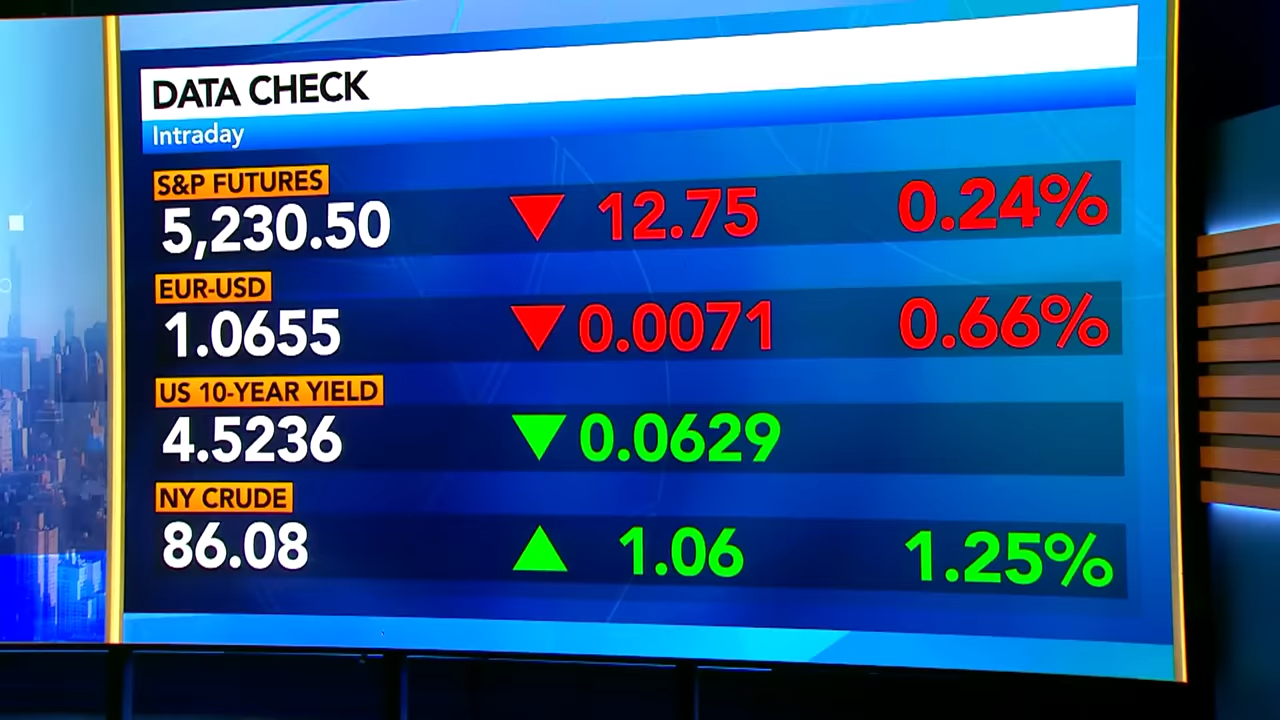 DATA CHECK
Intraday
S&P FUTURES
5,230.50 ▼ 12.75 0.24%
EUR-USD
1.0655 ▼ 0.0071 0.66%
US 10-YEAR YIELD
4.5236 ▼ 0.0629
NY CRUDE
86.08 ▲ 1.06 1.25%